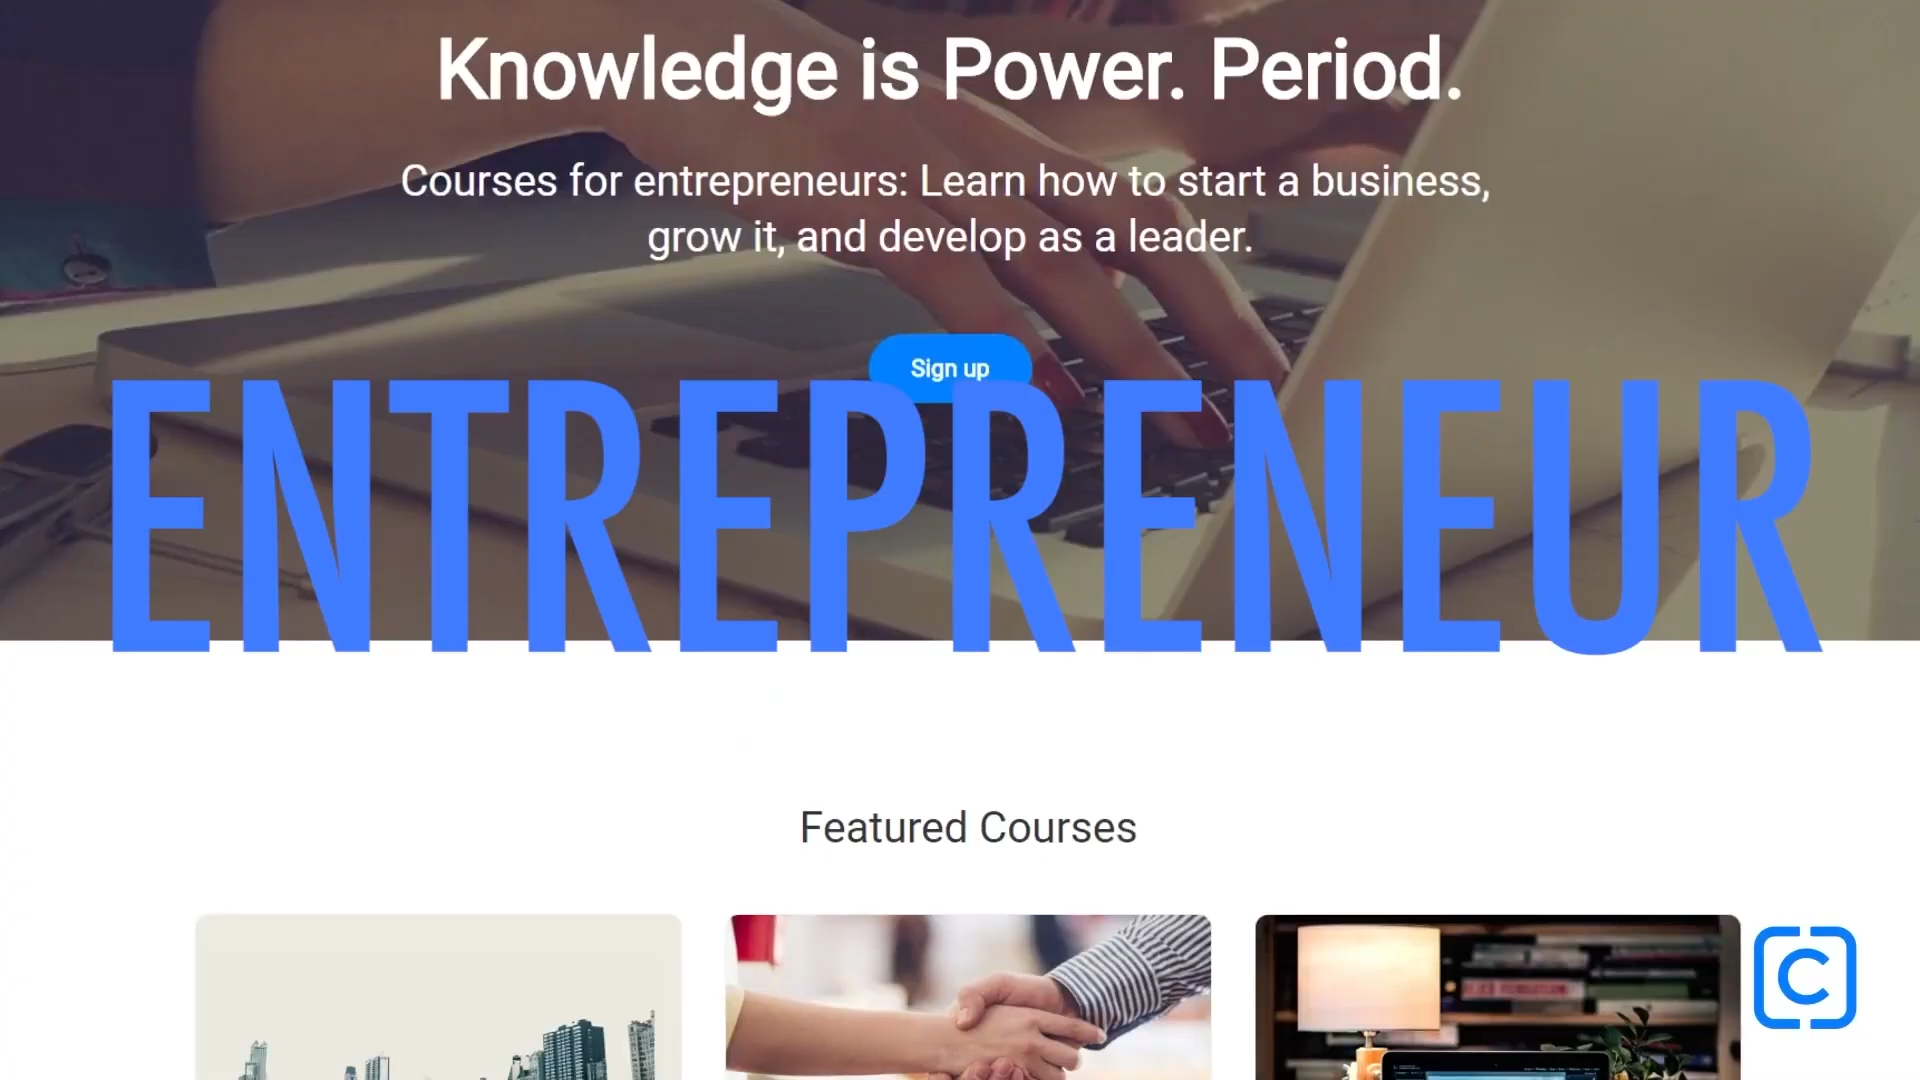 Knowledge is Power. Period.
Courses for entrepreneurs: Learn how to start a business,
grow it, and develop as a leader.
Sign up
ENTREPRENEUR
Featured Courses
C